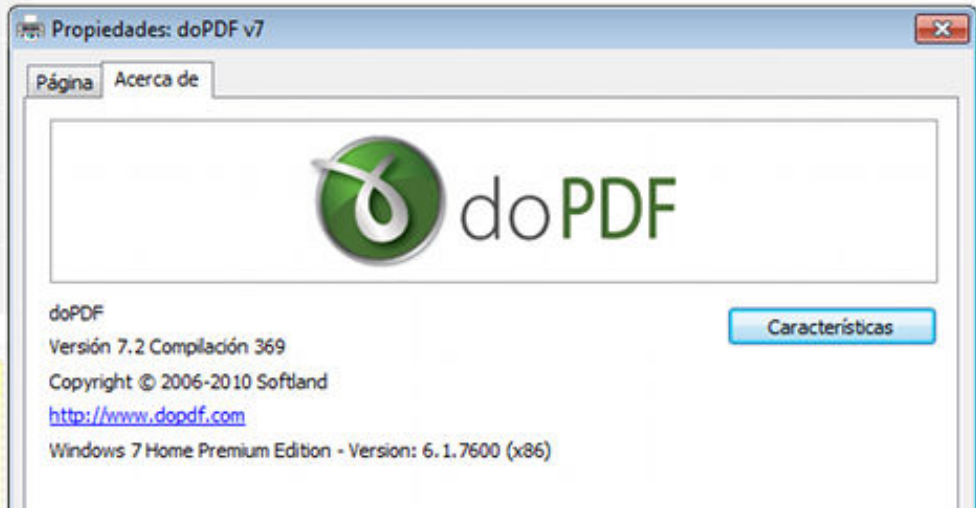 Propiedades: doPDF v7
Página Acerca de
doPDF
doPDF
Características
Versión 7.2 Compilación 369
Copyright © 2006-2010 Softland
http://www.dopdf.com
Windows 7 Home Premium Edition - Version: 6.1.7600 (x86)